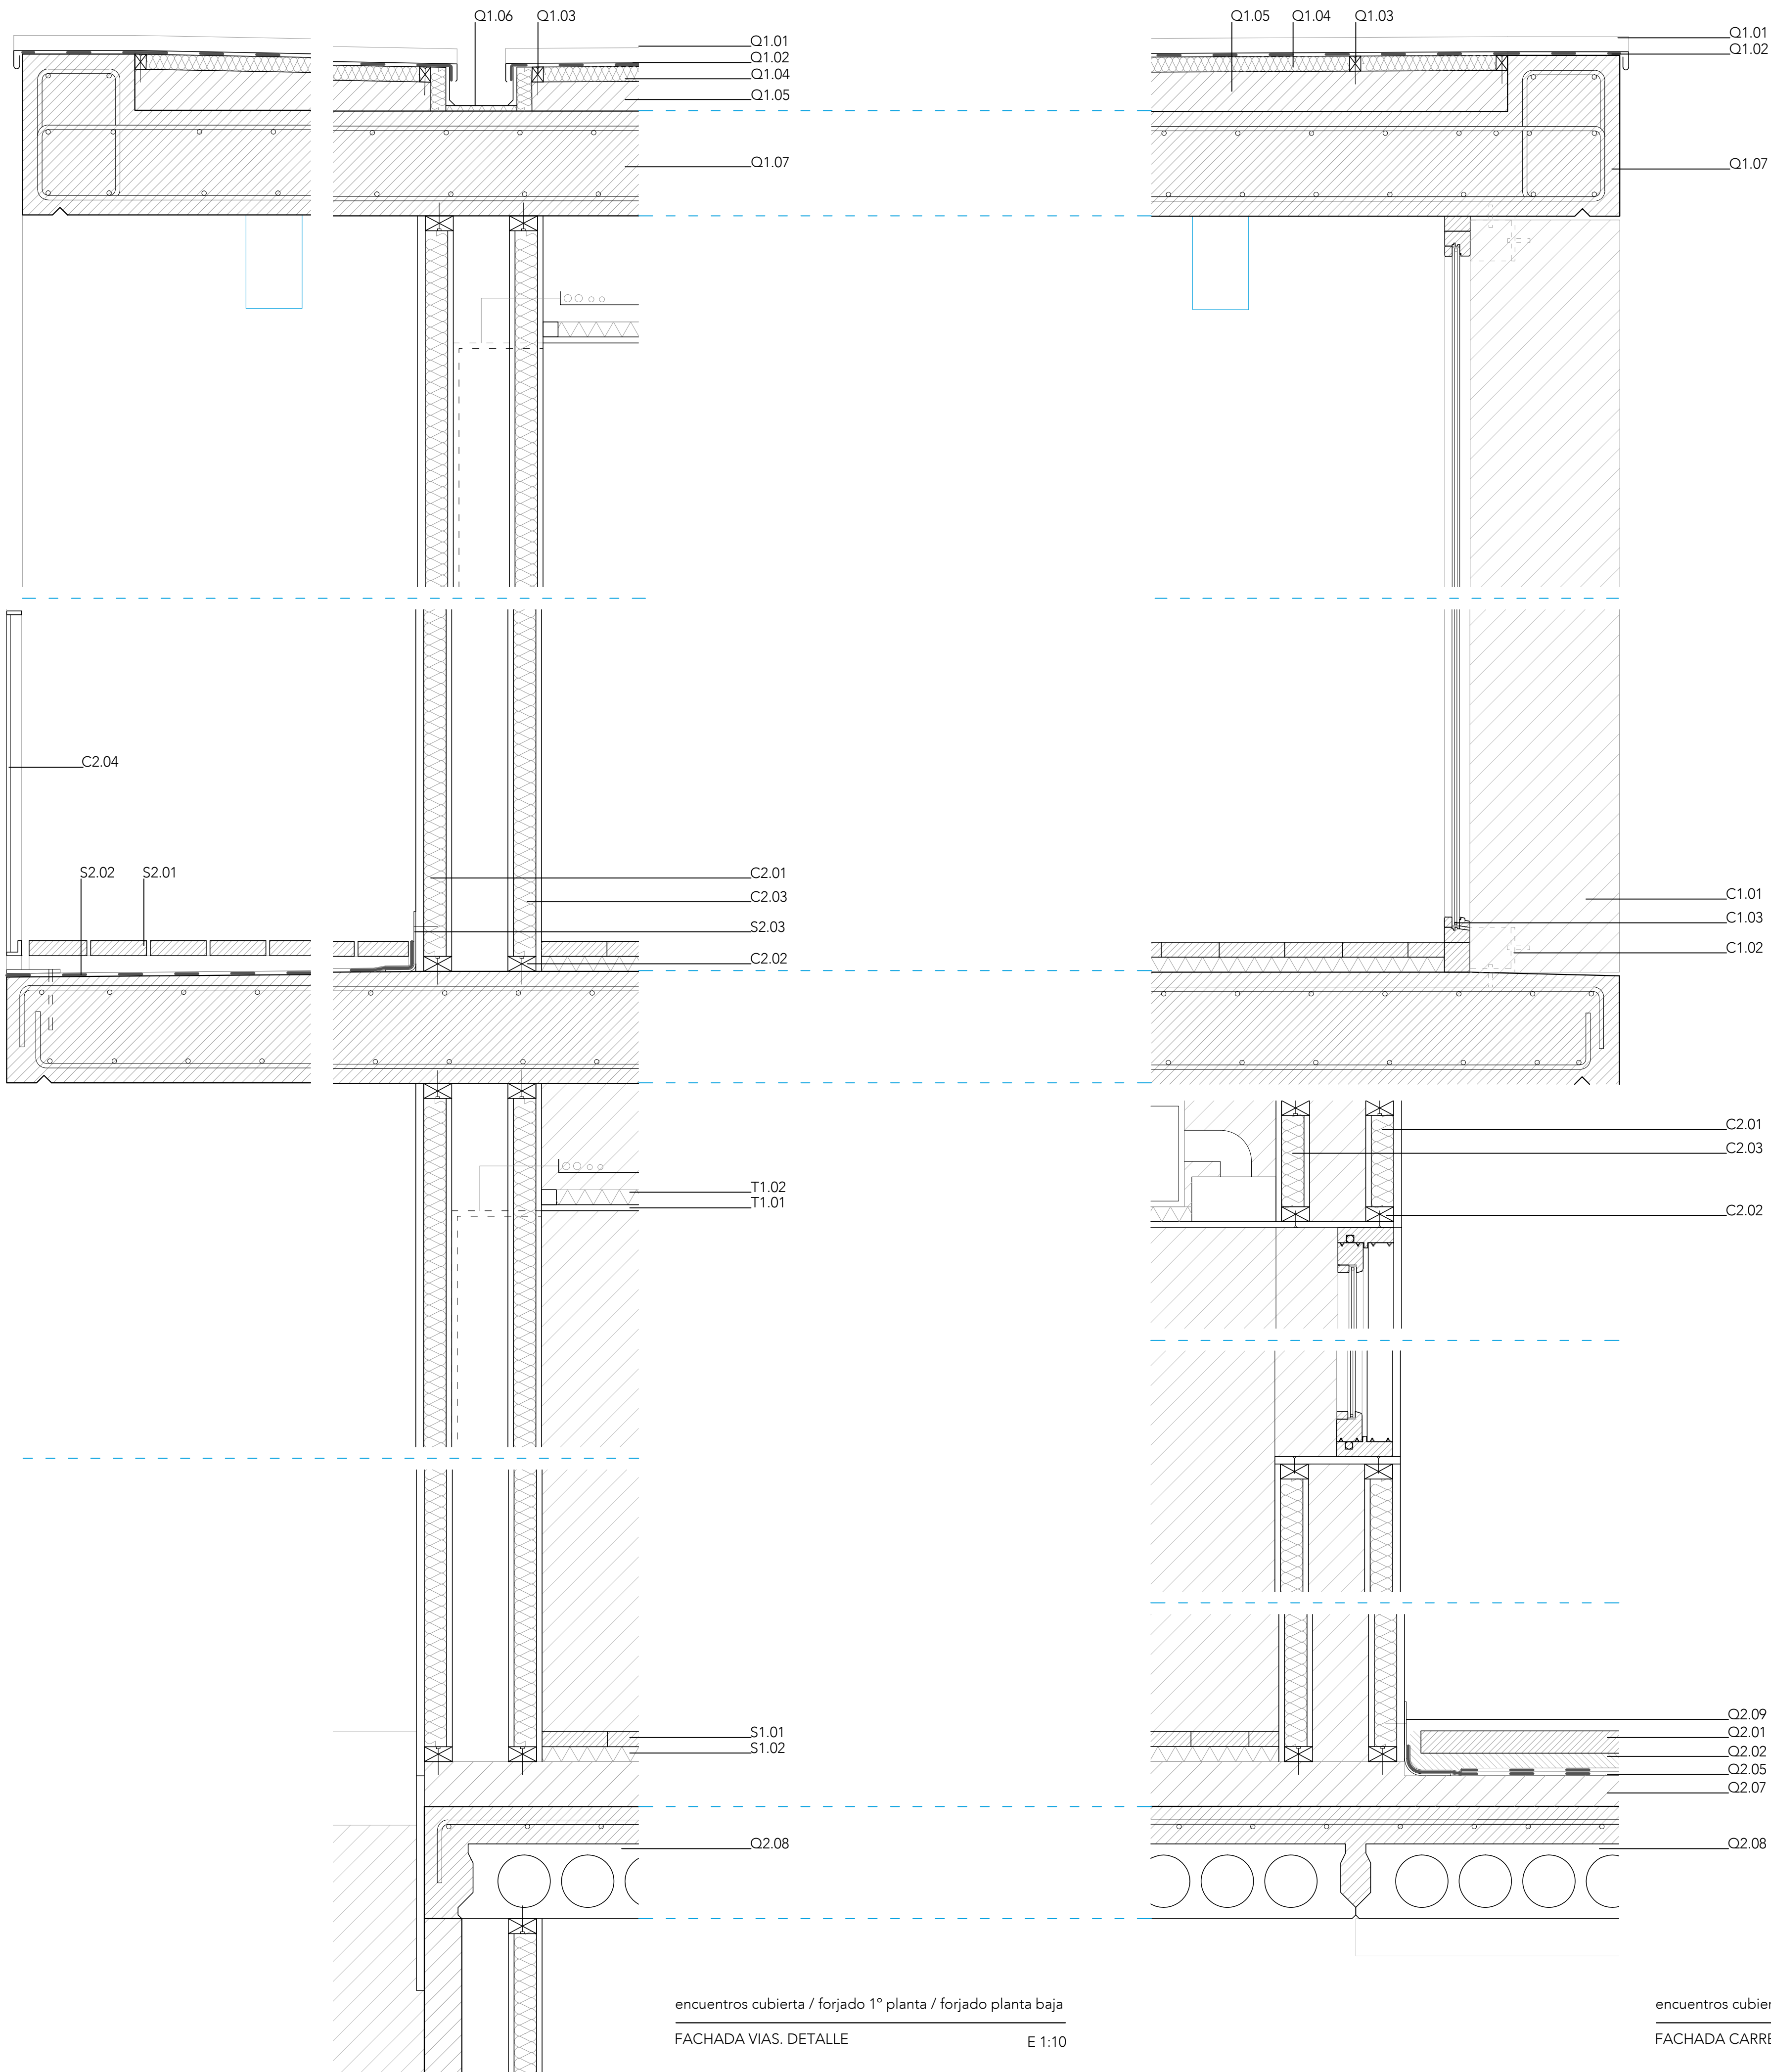 Q1.06 Q1.03
Q1.01
Q1.02
Q1.04
Q1.05
Q1.07
C2.04
S2.02 S2.01
C2.01
C2.03
S2.03
C2.02
T1.02
T1.01
S1.01
S1.02
Q2.08
encuentros cubierta / forjado 1º planta / forjado planta baja
FACHADA VIAS. DETALLE E 1:10
Q1.05 Q1.04 Q1.03
Q1.01
Q1.02
Q1.07
C1.01
C1.03
C1.02
C2.01
C2.03
C2.02
Q2.09
Q2.01
Q2.02
Q2.05
Q2.07
Q2.08
encuentros cubier
FACHADA CARRE